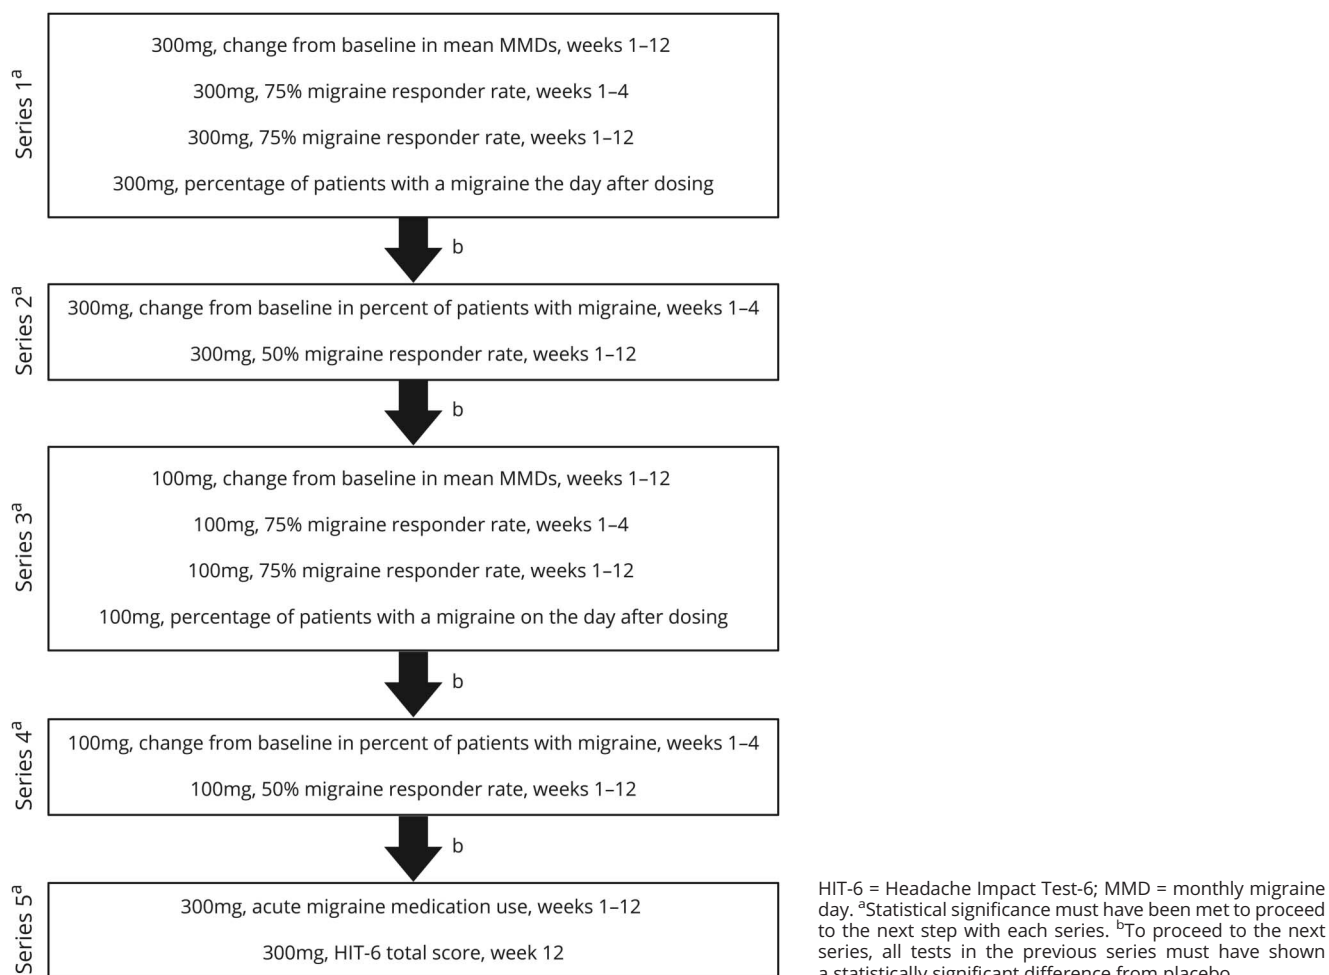 Series 1a
300mg, change from baseline in mean MMDs, weeks 1–12
300mg, 75% migraine responder rate, weeks 1–4
300mg, 75% migraine responder rate, weeks 1–12
300mg, percentage of patients with a migraine the day after dosing
b
Series 2a
300mg, change from baseline in percent of patients with migraine, weeks 1–4
300mg, 50% migraine responder rate, weeks 1–12
b
Series 3a
100mg, change from baseline in mean MMDs, weeks 1–12
100mg, 75% migraine responder rate, weeks 1–4
100mg, 75% migraine responder rate, weeks 1–12
100mg, percentage of patients with a migraine on the day after dosing
b
Series 4a
100mg, change from baseline in percent of patients with migraine, weeks 1–4
100mg, 50% migraine responder rate, weeks 1–12
b
Series 5a
300mg, acute migraine medication use, weeks 1–12
300mg, HIT-6 total score, week 12
HIT-6 = Headache Impact Test-6; MMD = monthly migraine
day. aStatistical significance must have been met to proceed
to the next step with each series. bTo proceed to the next
series, all tests in the previous series must have shown
a statistically significant difference from placebo